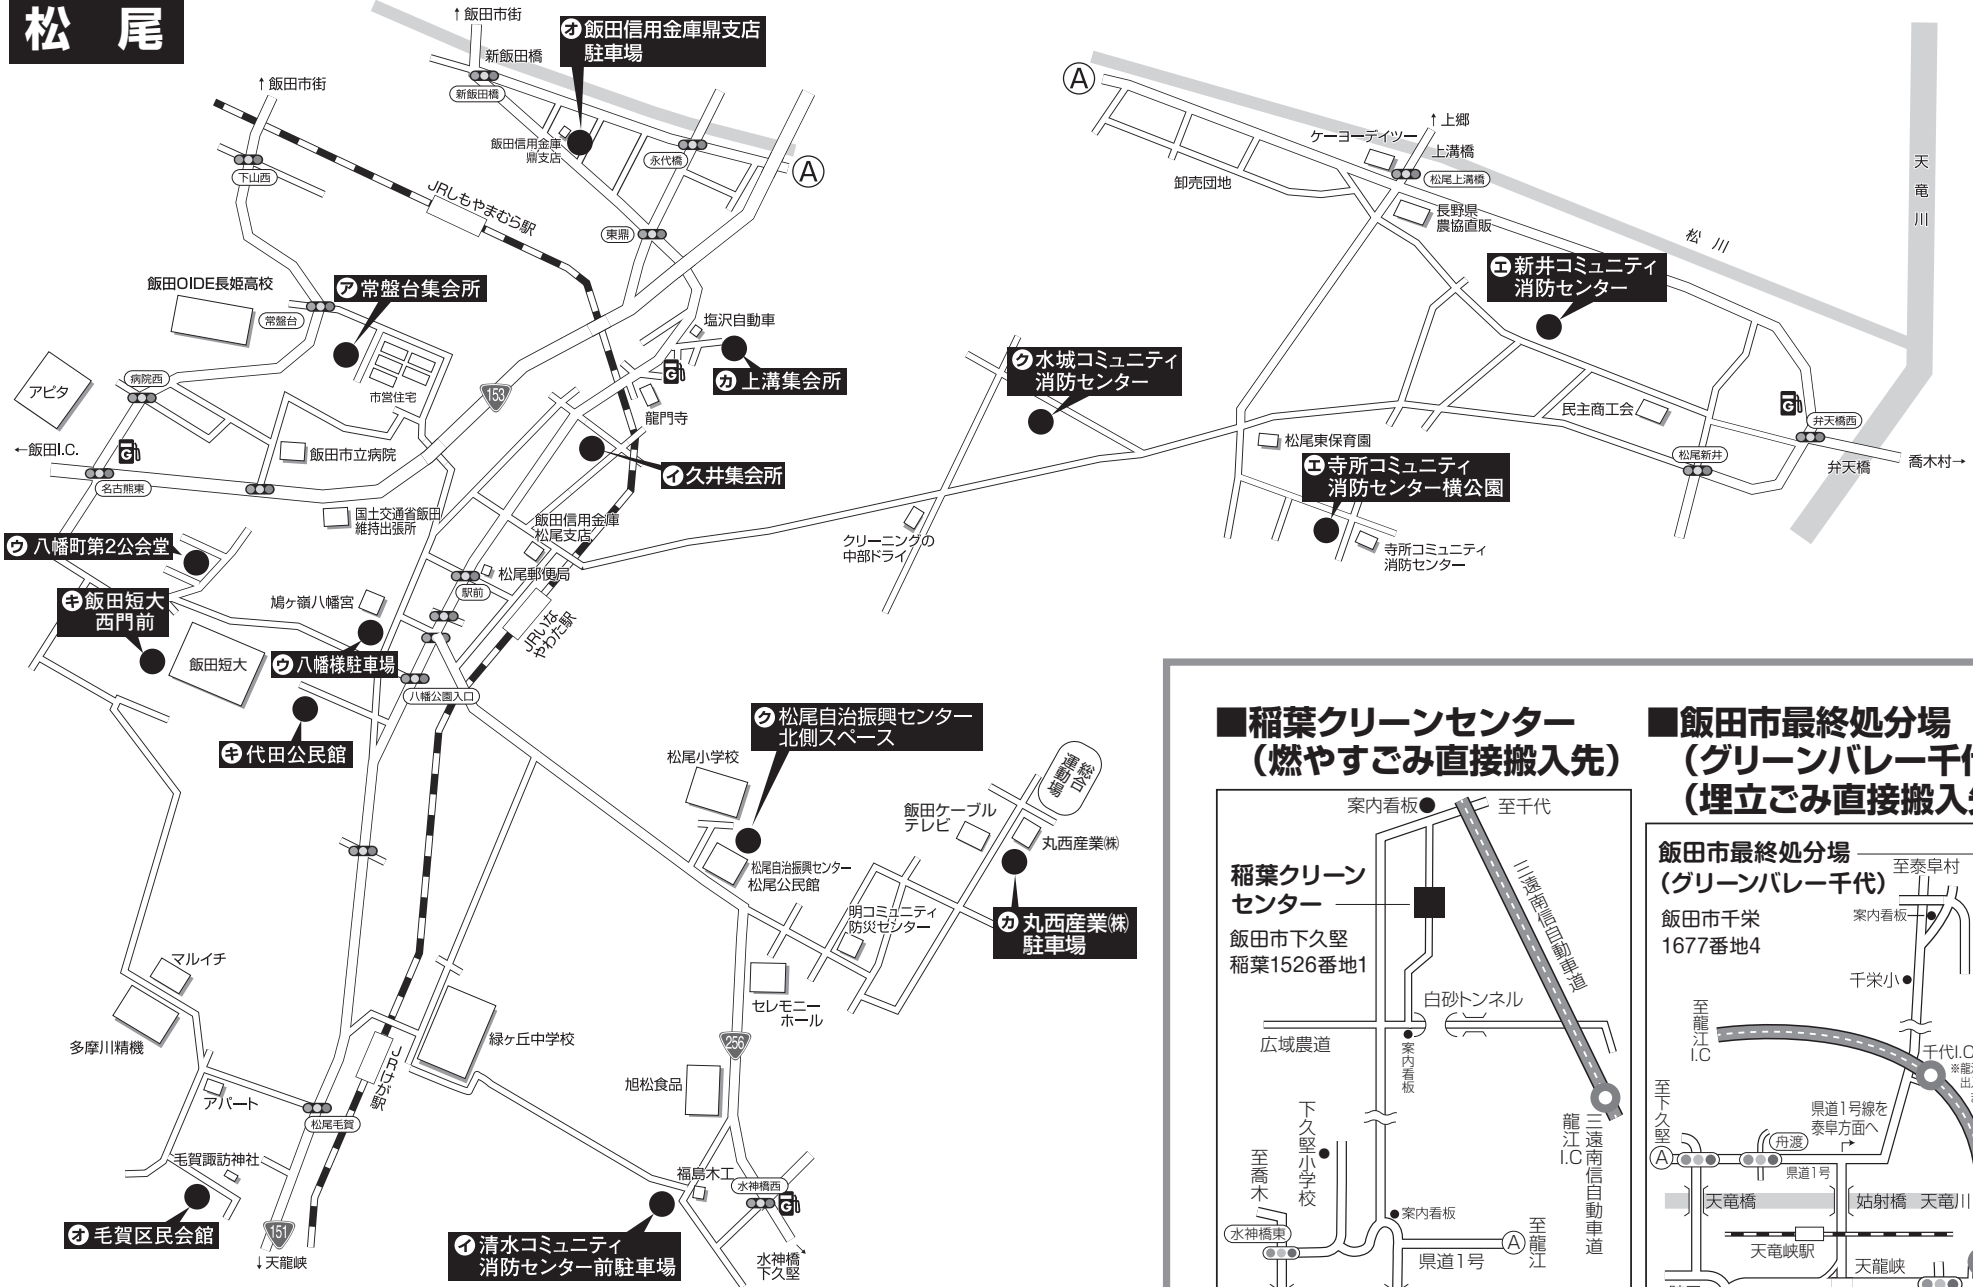 松　尾
↑飯田市街
新飯田橋
新飯田橋
オ 飯田信用金庫鼎支店
駐車場
↑飯田市街
飯田信用金庫
鼎支店
永代橋
A
下山西
JRしもやまむら駅
東鼎
飯田OIDE長姫高校
ア 常盤台集会所
常盤台
塩沢自動車
カ 上溝集会所
アピタ
病院西
市営住宅
153
G
龍門寺
←飯田I.C.
G
飯田市立病院
名古熊東
イ 久井集会所
国土交通省飯田
維持出張所
飯田信用金庫
松尾支店
ウ 八幡町第2公会堂
松尾郵便局
駅前
キ 飯田短大
西門前
鳩ヶ嶺八幡宮
JRいな
やわた駅
飯田短大
ウ 八幡様駐車場
八幡公園入口
キ 代田公民館
A
ケーヨーデイツー
↑上郷
上溝橋
松尾上溝橋
卸売団地
長野県
農協直販
松　川
天竜川
エ 新井コミュニティ
消防センター
ク 水城コミュニティ
消防センター
民主商工会
G
弁天橋西
松尾東保育園
松尾新井
弁天橋
喬木村→
エ 寺所コミュニティ
消防センター横公園
クリーニングの
中部ドライ
寺所コミュニティ
消防センター
ク 松尾自治振興センター
北側スペース
松尾小学校
総合
運動場
飯田ケーブル
テレビ
丸西産業㈱
松尾自治振興センター
松尾公民館
明コミュニティ
防災センター
カ 丸西産業㈱
駐車場
マルイチ
セレモニー
ホール
多摩川精機
緑ヶ丘中学校
256
JRけが駅
旭松食品
アパート
松尾毛賀
毛賀諏訪神社
福島木工
水神橋西
G
オ 毛賀区民会館
151
↓天龍峡
イ 清水コミュニティ
消防センター前駐車場
水神橋
下久堅
■稲葉クリーンセンター
（燃やすごみ直接搬入先）
案内看板
至千代
稲葉クリーン
センター
飯田市下久堅
稲葉1526番地1
三遠南信自動車道
白砂トンネル
広域農道
案内看板
下久堅小学校
三遠南信自動車道
龍江I.C
至喬木
案内看板
水神橋東
県道1号
A
至龍江
■飯田市最終処分場
（グリーンバレー千代
（埋立ごみ直接搬入
飯田市最終処分場
（グリーンバレー千代）
飯田市千栄
1677番地4
至泰阜村
案内看板
千栄小
至龍江I.C
千代I.C
至下久堅
県道1号線を
泰阜方面へ
舟渡
A
県道1号
天竜橋
姑射橋
天竜川
天竜峡駅
天龍峡